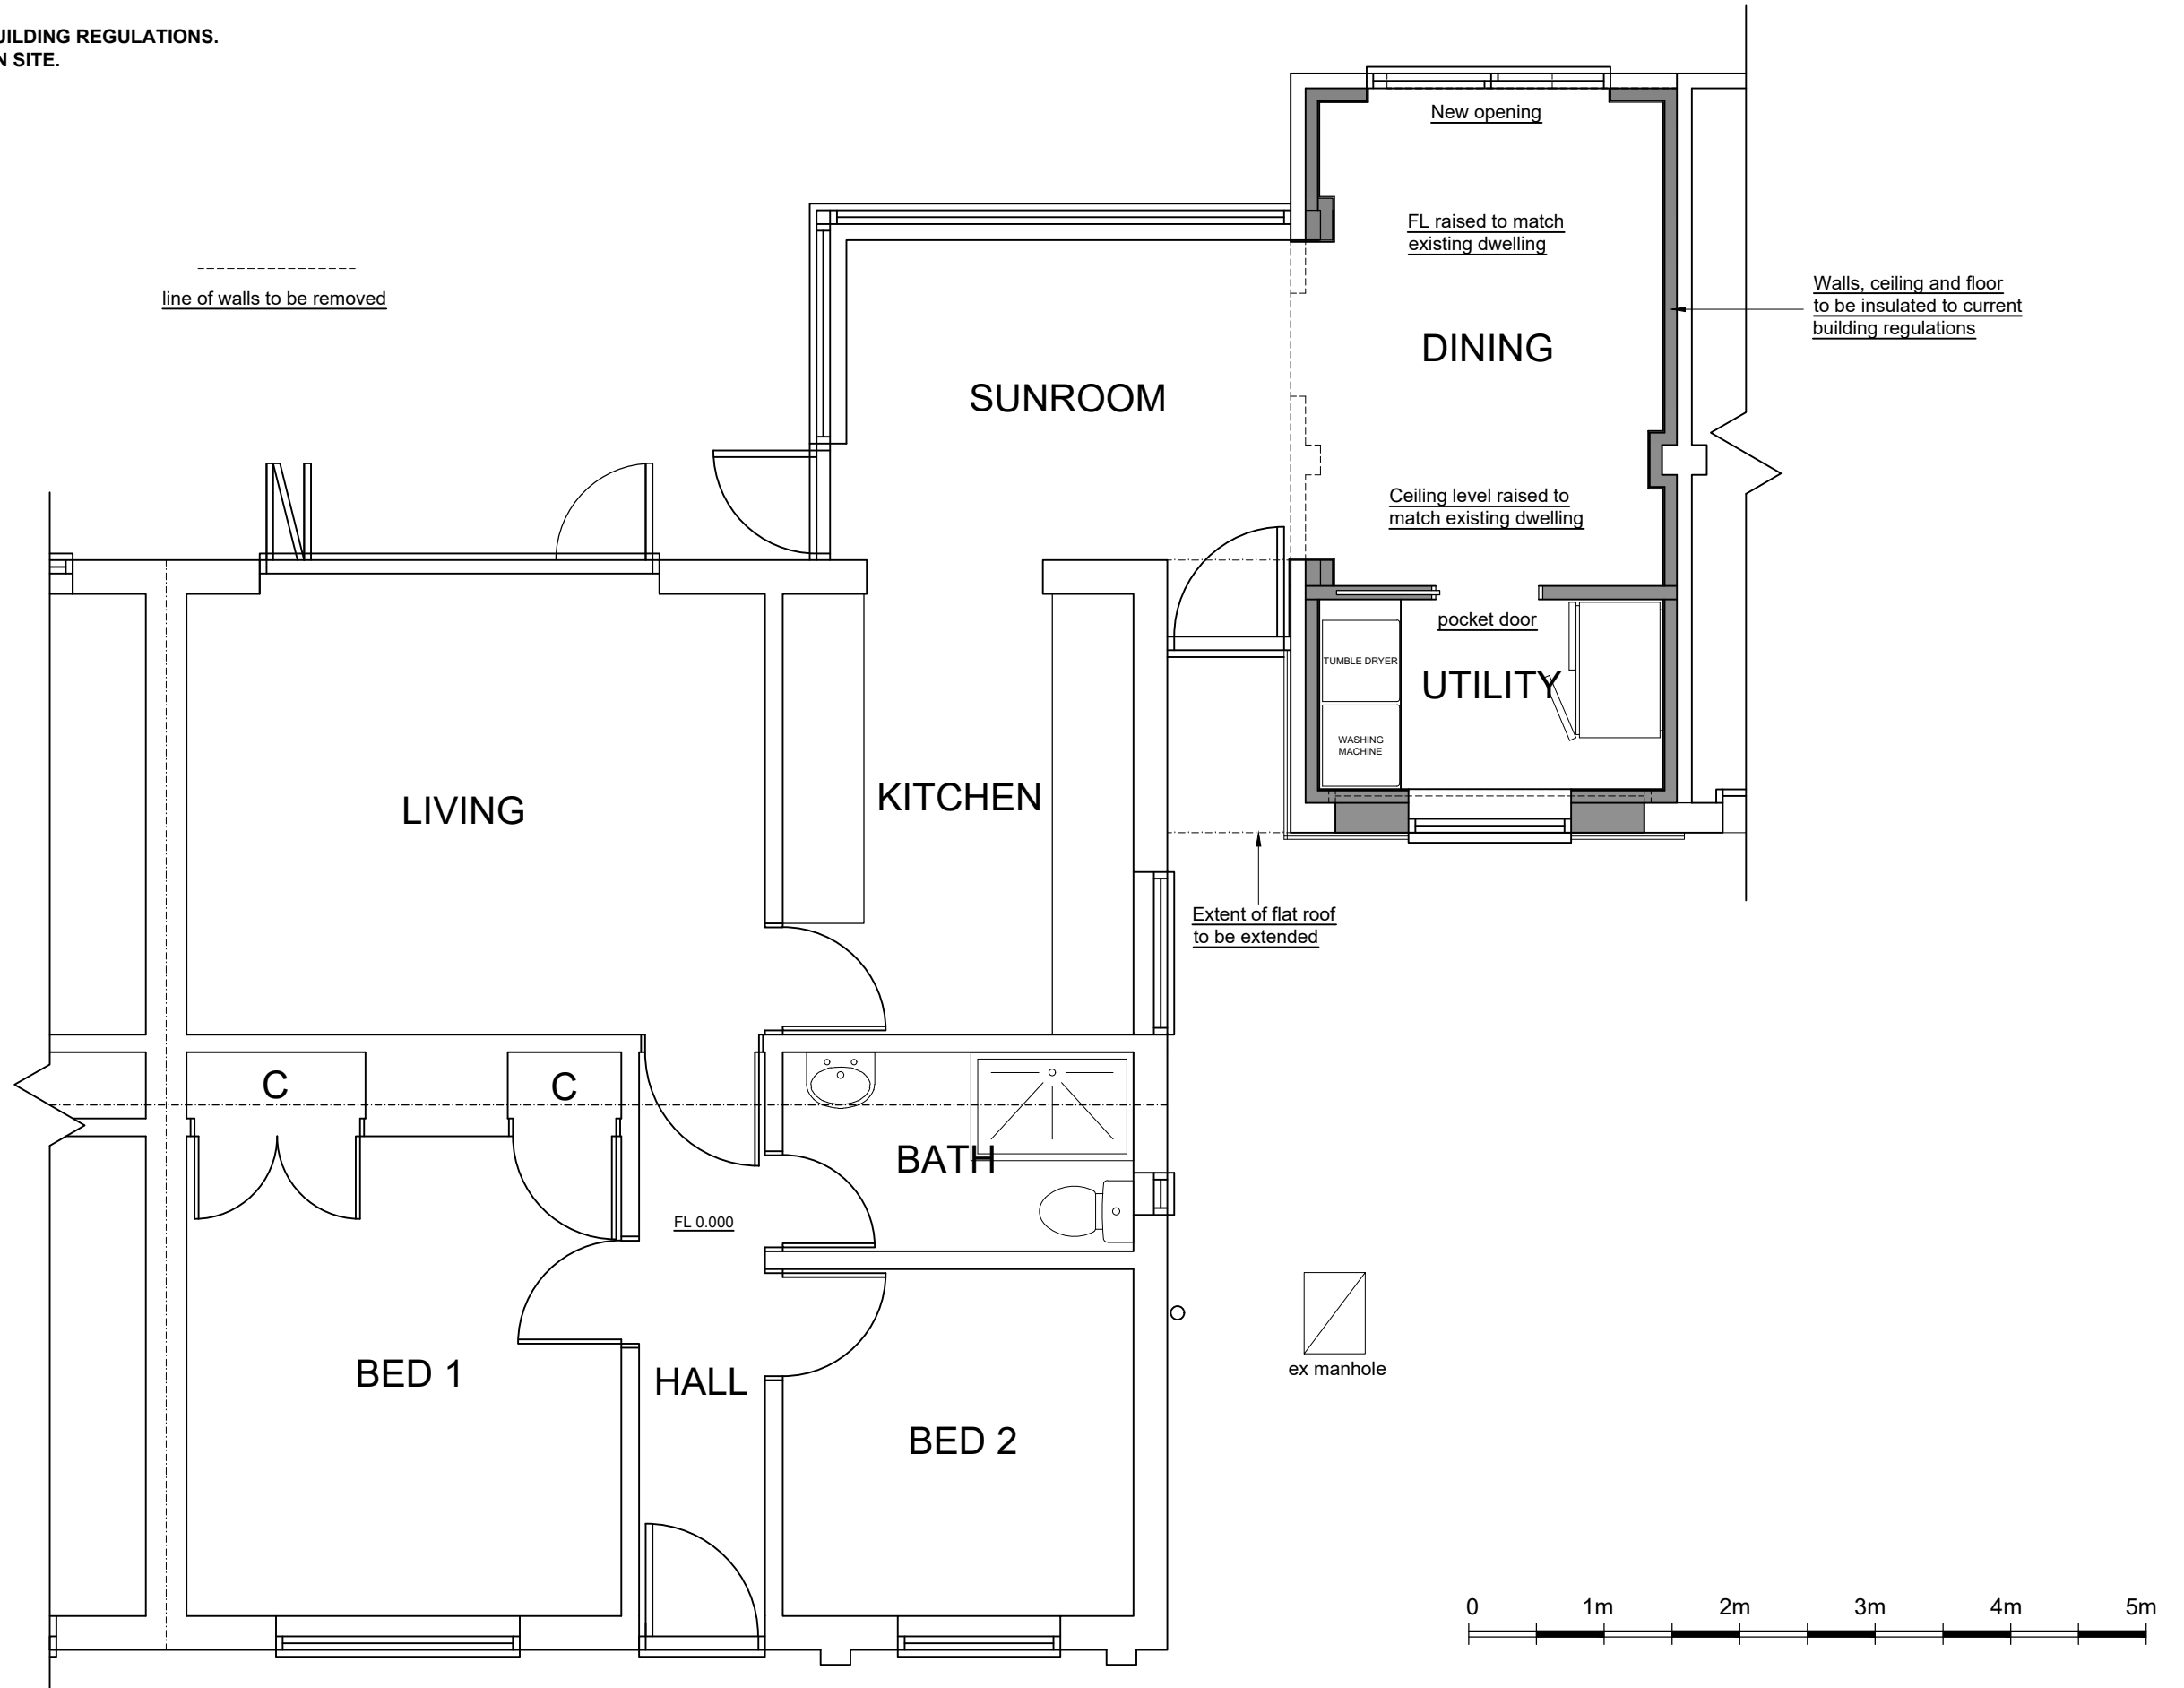 UILDING REGULATIONS.
N SITE.
New opening
FL raised to match
existing dwelling
line of walls to be removed
Walls, ceiling and floor
to be insulated to current
building regulations
DINING
SUNROOM
Ceiling level raised to
match existing dwelling
pocket door
TUMBLE DRYER
UTILITY
WASHING
MACHINE
LIVING
KITCHEN
Extent of flat roof
to be extended
C
C
BATH
FL 0.000
ex manhole
BED 1
HALL
BED 2
0 1m 2m 3m 4m 5m